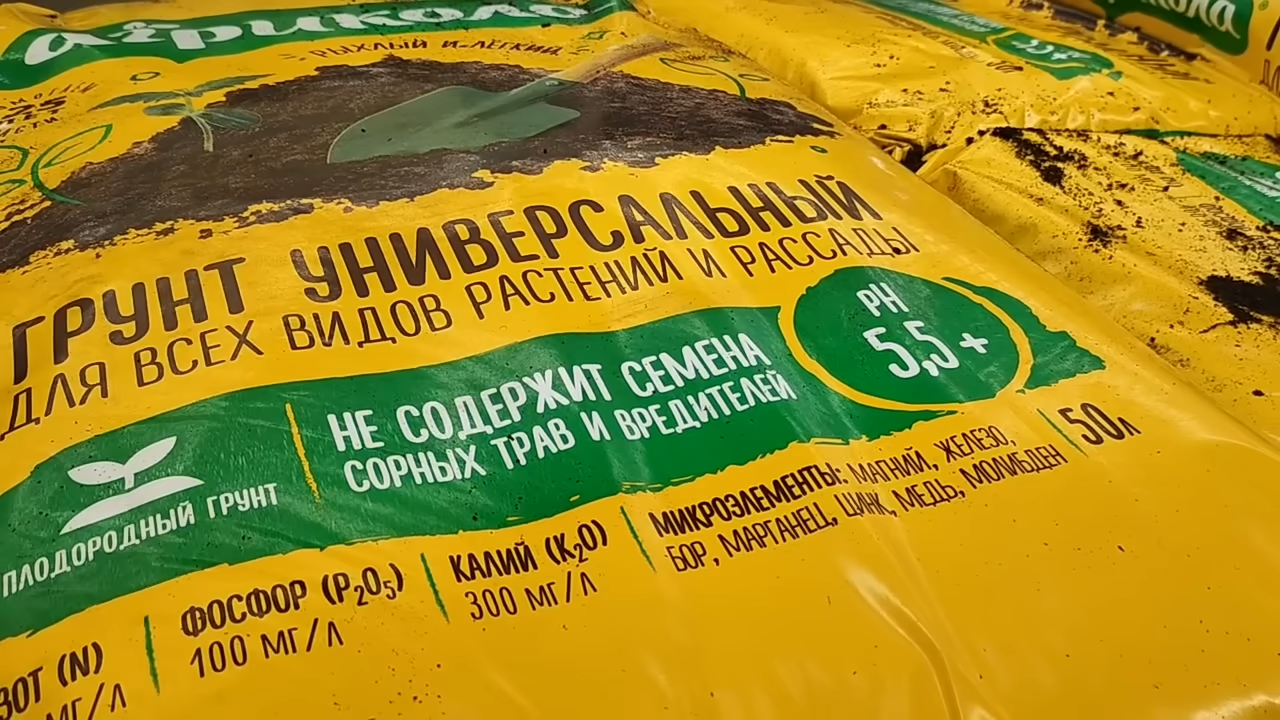 агрикола
РЫХЛЫЙ И ЛЕГКИЙ
ГРУНТ УНИВЕРСАЛЬНЫЙ
ДЛЯ ВСЕХ ВИДОВ РАСТЕНИЙ И РАССАДЫ
PH
5,5+
НЕ СОДЕРЖИТ СЕМЕНА
СОРНЫХ ТРАВ И ВРЕДИТЕЛЕЙ
ПЛОДОРОДНЫЙ ГРУНТ
50л
МИКРОЭЛЕМЕНТЫ: МАГНИЙ, ЖЕЛЕЗО,
БОР, МАРГАНЕЦ, ЦИНК, МЕДЬ, МОЛИБДЕН
КАЛИЙ (K₂O)
300 МГ/Л
ФОСФОР (P₂O₅)
100 МГ/Л
ЗОТ (N)
МГ/Л